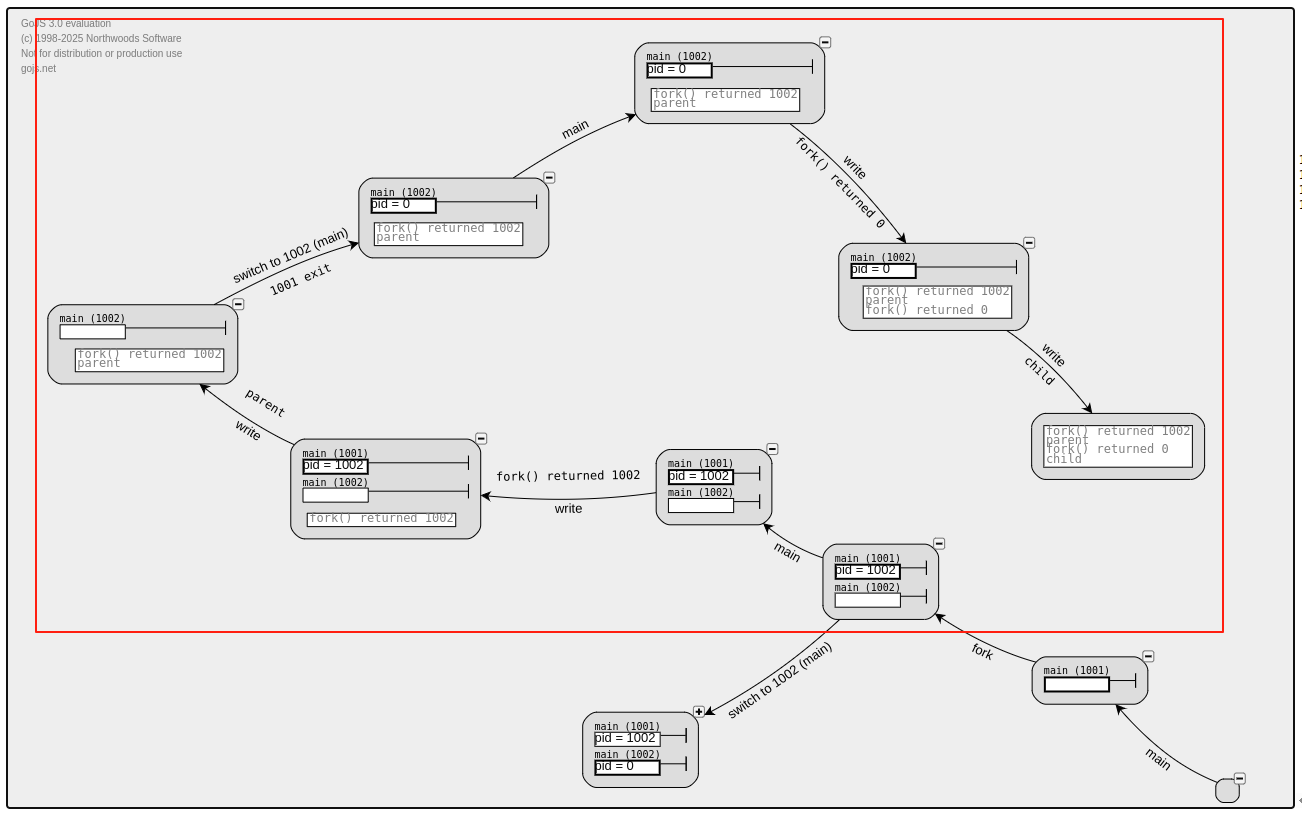 GoJS 3.0 evaluation
(c) 1998-2025 Northwoods Software
Not for distribution or production use
gojs.net
main (1002)
pid = 0
fork() returned 1002
parent
main
write
fork() returned 0
main (1002)
pid = 0
fork() returned 1002
parent
switch to 1002 (main)
1001 exit
main (1002)
pid = 0
fork() returned 1002
parent
fork() returned 0
main (1002)
fork() returned 1002
parent
write
child
parent
write
fork() returned 1002
parent
fork() returned 0
child
main (1001)
pid = 1002
main (1002)
fork() returned 1002
fork() returned 1002
write
main (1001)
pid = 1002
main (1002)
main
main (1001)
pid = 1002
main (1002)
switch to 1002 (main)
fork
main (1001)
main (1001)
pid = 1002
main (1002)
pid = 0
main